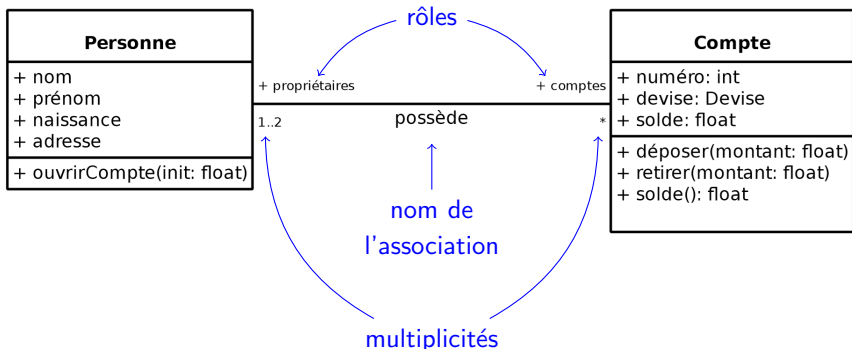 rôles
Personne
+ nom
+ prénom
+ naissance
+ adresse
+ ouvrirCompte(init: float)
+ propriétaires
+ comptes
1..2
possède
*
Compte
+ numéro: int
+ devise: Devise
+ solde: float
+ déposer(montant: float)
+ retirer(montant: float)
+ solde(): float
nom de
l'association
multiplicités